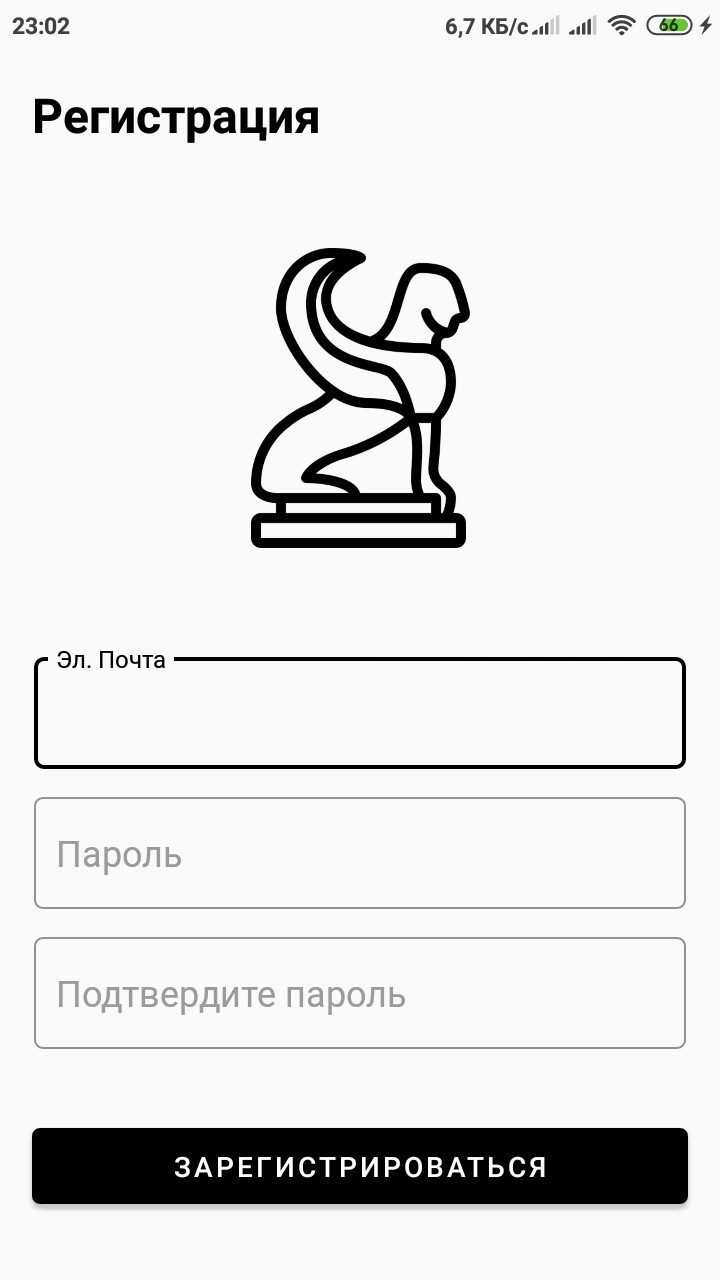 23:02
6,7 КБ/с 66
Регистрация
Эл. Почта
Пароль
Подтвердите пароль
ЗАРЕГИСТРИРОВАТЬСЯ